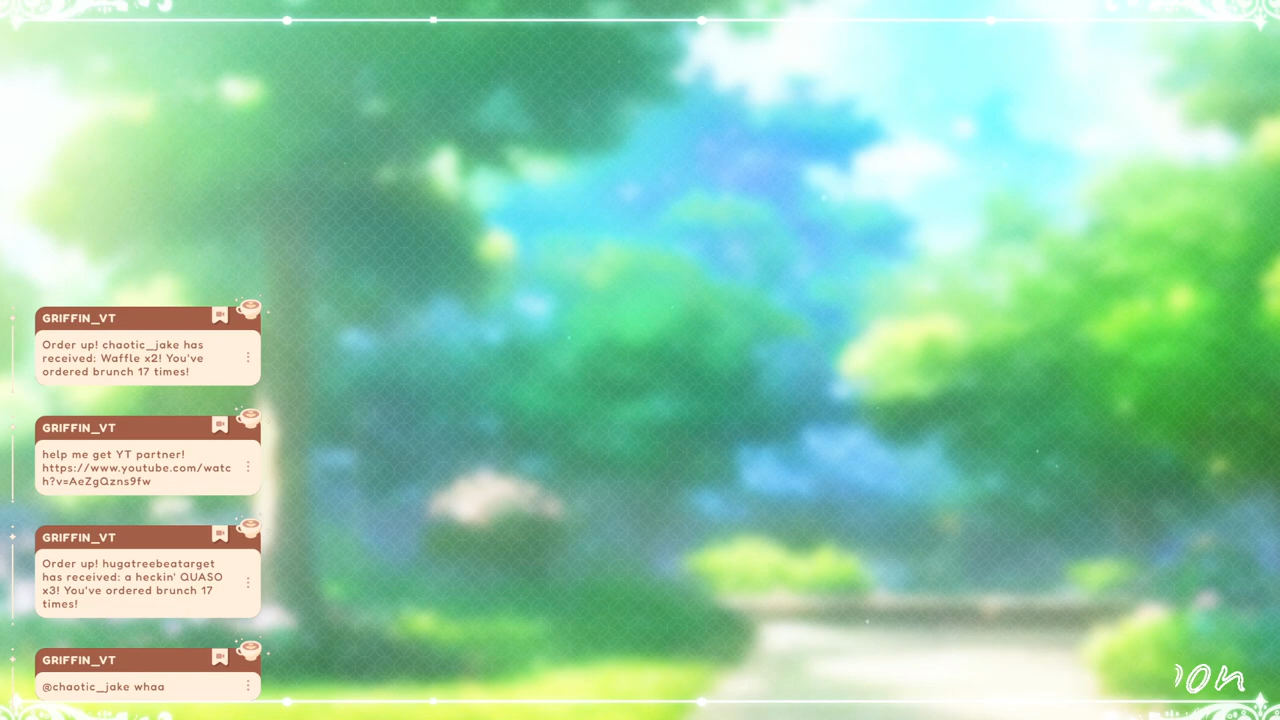 GRIFFIN_VT
Order up! chaotic_jake has
received: Waffle x2! You've
ordered brunch 17 times!
GRIFFIN_VT
help me get YT partner!
https://www.youtube.com/watc
h?v=AeZgQzns9fw
GRIFFIN_VT
Order up! hugatreebeatarget
has received: a heckin' QUASO
x3! You've ordered brunch 17
times!
GRIFFIN_VT
@chaotic_jake whaa